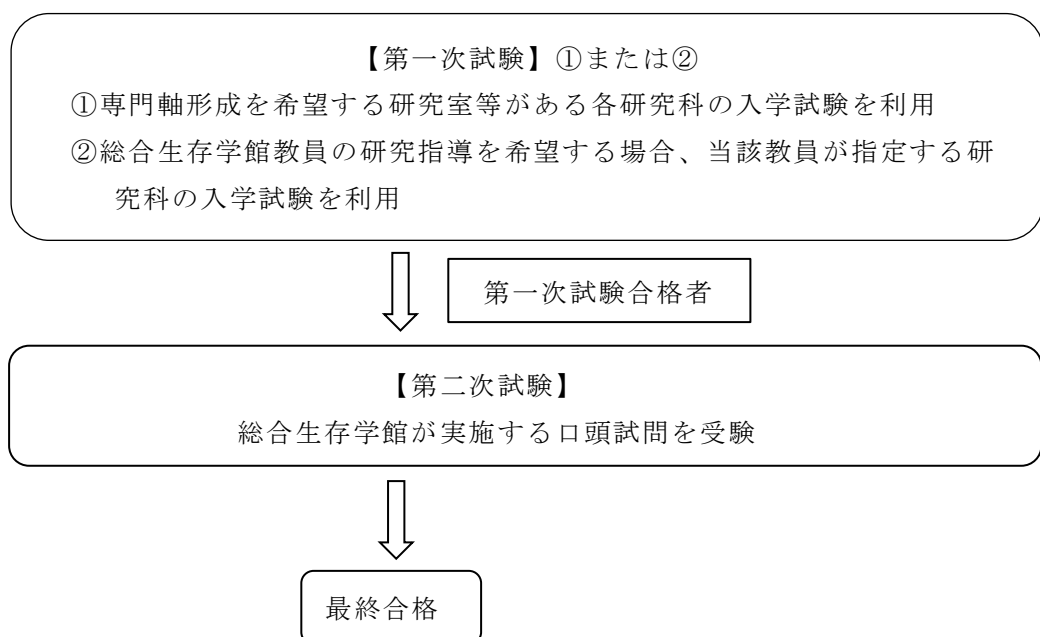 【第一次試験】①または②
①専門軸形成を希望する研究室等がある各研究科の入学試験を利用
②総合生存学館教員の研究指導を希望する場合、当該教員が指定する研
究科の入学試験を利用
第一次試験合格者
【第二次試験】
総合生存学館が実施する口頭試問を受験
最終合格